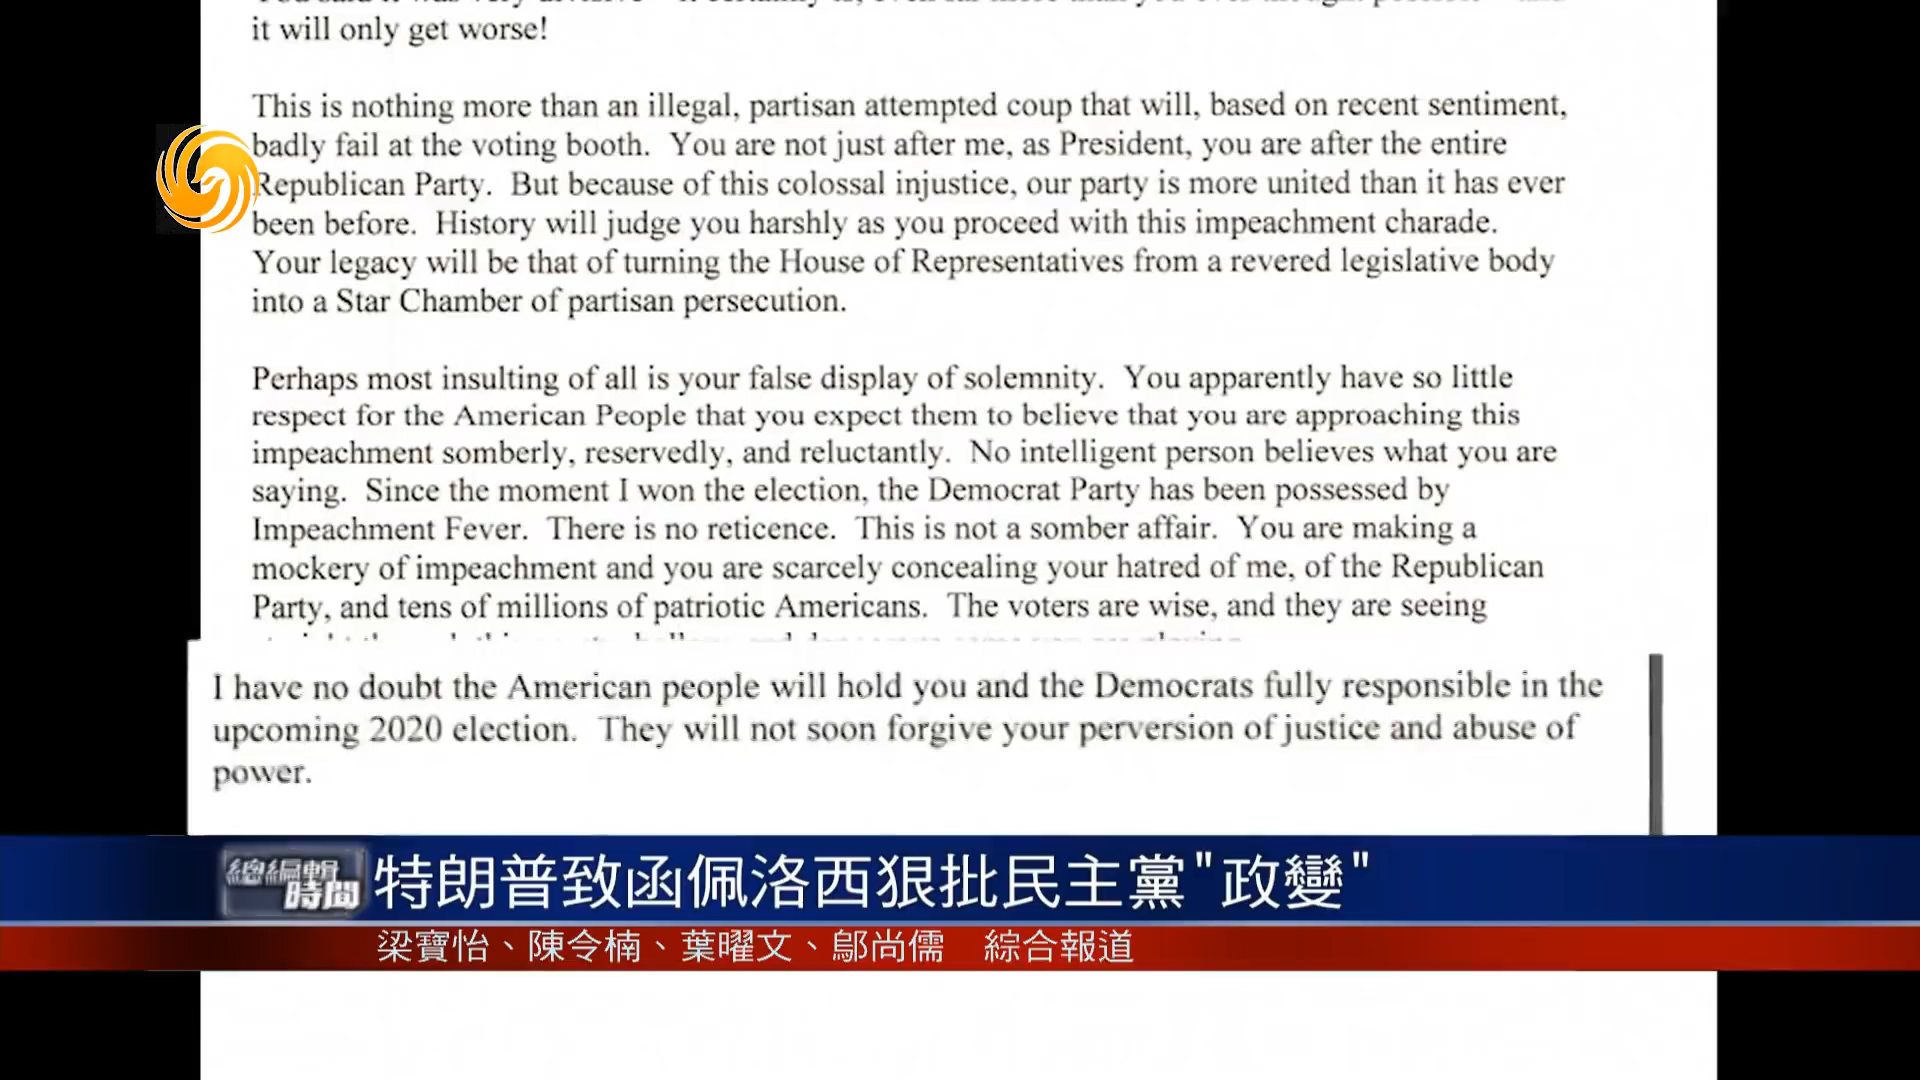 it will only get worse!
This is nothing more than an illegal, partisan attempted coup that will, based on recent sentiment,
badly fail at the voting booth. You are not just after me, as President, you are after the entire
Republican Party. But because of this colossal injustice, our party is more united than it has ever
been before. History will judge you harshly as you proceed with this impeachment charade.
Your legacy will be that of turning the House of Representatives from a revered legislative body
into a Star Chamber of partisan persecution.
Perhaps most insulting of all is your false display of solemnity. You apparently have so little
respect for the American People that you expect them to believe that you are approaching this
impeachment somberly, reservedly, and reluctantly. No intelligent person believes what you are
saying. Since the moment I won the election, the Democrat Party has been possessed by
Impeachment Fever. There is no reticence. This is not a somber affair. You are making a
mockery of impeachment and you are scarcely concealing your hatred of me, of the Republican
Party, and tens of millions of patriotic Americans. The voters are wise, and they are seeing
I have no doubt the American people will hold you and the Democrats fully responsible in the
upcoming 2020 election. They will not soon forgive your perversion of justice and abuse of
power.
總編輯
時間
特朗普致函佩洛西狠批民主黨"政變"
梁寶怡、陳令楠、葉曜文、鄔尚儒 綜合報道